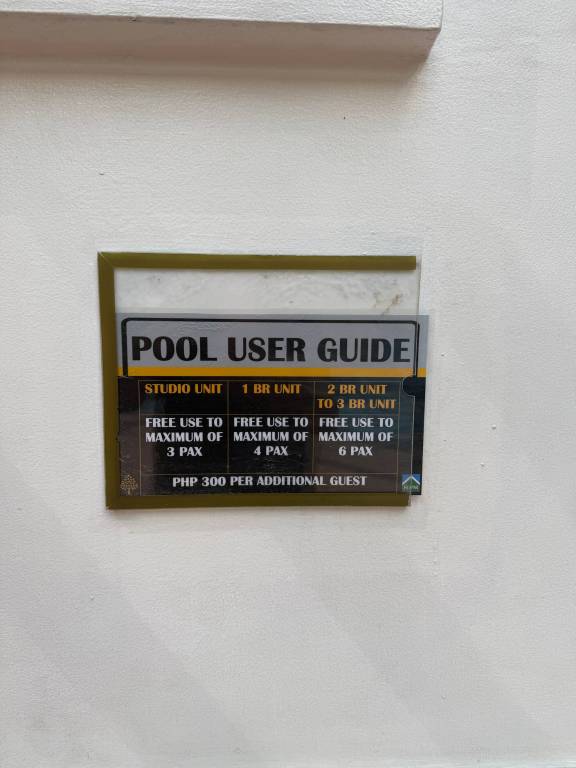 POOL USER GUIDE
STUDIO UNIT
FREE USE TO
MAXIMUM OF
3 PAX
1 BR UNIT
FREE USE TO
MAXIMUM OF
4 PAX
2 BR UNIT
TO 3 BR UNIT
FREE USE TO
MAXIMUM OF
6 PAX
PHP 300 PER ADDITIONAL GUEST